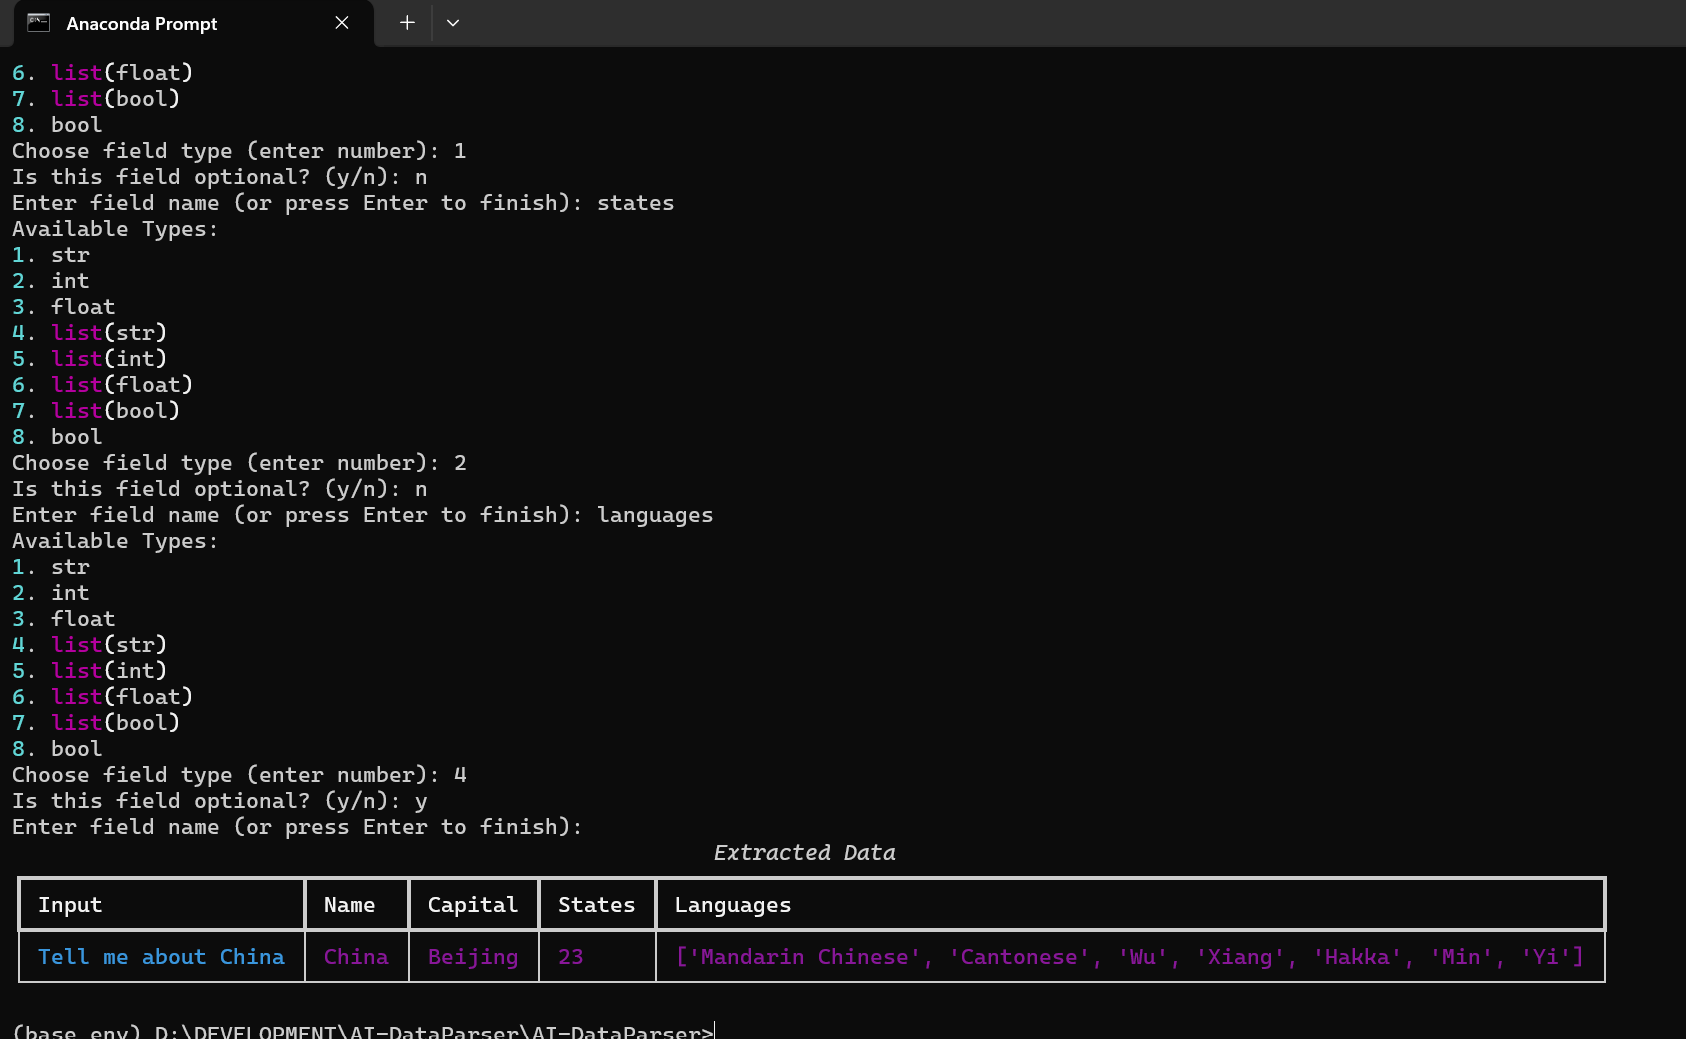 Anaconda Prompt
6. list(float)
7. list(bool)
8. bool
Choose field type (enter number): 1
Is this field optional? (y/n): n
Enter field name (or press Enter to finish): states
Available Types:
1. str
2. int
3. float
4. list(str)
5. list(int)
6. list(float)
7. list(bool)
8. bool
Choose field type (enter number): 2
Is this field optional? (y/n): n
Enter field name (or press Enter to finish): languages
Available Types:
1. str
2. int
3. float
4. list(str)
5. list(int)
6. list(float)
7. list(bool)
8. bool
Choose field type (enter number): 4
Is this field optional? (y/n): y
Enter field name (or press Enter to finish):
Extracted Data
Input Name Capital States Languages
Tell me about China China Beijing 23 ['Mandarin Chinese', 'Cantonese', 'Wu', 'Xiang', 'Hakka', 'Min', 'Yi']
(base env) D:\DEVELOPMENT\AI-DataParser\AI-DataParser>